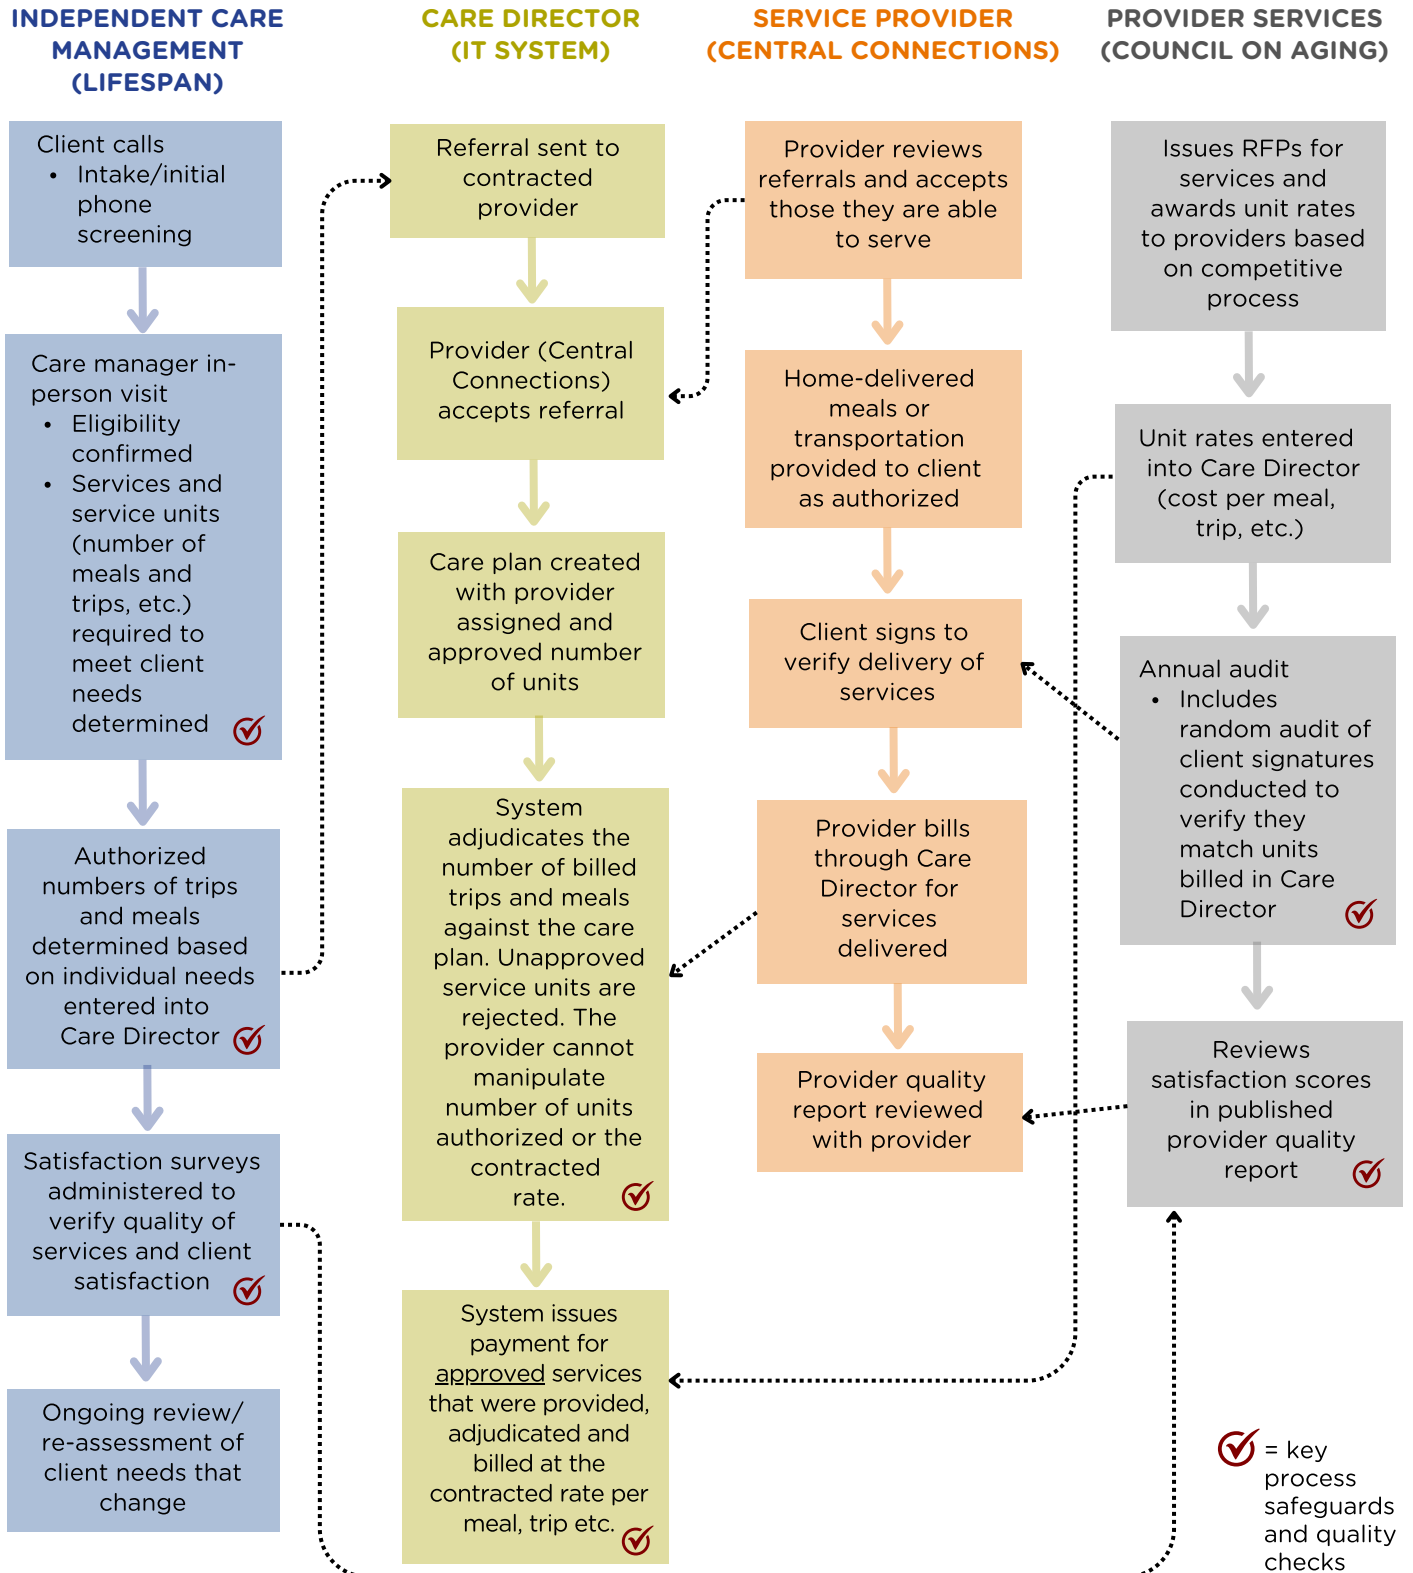 INDEPENDENT CARE
MANAGEMENT
(LIFESPAN)
Client calls
• Intake/initial
phone
screening
Care manager in-
person visit
• Eligibility
confirmed
• Services and
service units
(number of
meals and
trips, etc.)
required to
meet client
needs
determined
Authorized
numbers of trips
and meals
determined based
on individual needs
entered into
Care Director
Satisfaction surveys
administered to
verify quality of
services and client
satisfaction
Ongoing review/
re-assessment of
client needs that
change
CARE DIRECTOR
(IT SYSTEM)
Referral sent to
contracted
provider
Provider (Central
Connections)
accepts referral
Care plan created
with provider
assigned and
approved number
of units
System
adjudicates the
number of billed
trips and meals
against the care
plan. Unapproved
service units are
rejected. The
provider cannot
manipulate
number of units
authorized or the
contracted
rate.
System issues
payment for
approved services
that were provided,
adjudicated and
billed at the
contracted rate per
meal, trip etc.
SERVICE PROVIDER
(CENTRAL CONNECTIONS)
Provider reviews
referrals and accepts
those they are able
to serve
Home-delivered
meals or
transportation
provided to client
as authorized
Client signs to
verify delivery of
services
Provider bills
through Care
Director for
services
delivered
Provider quality
report reviewed
with provider
PROVIDER SERVICES
(COUNCIL ON AGING)
Issues RFPs for
services and
awards unit rates
to providers based
on competitive
process
Unit rates entered
into Care Director
(cost per meal,
trip, etc.)
Annual audit
• Includes
random audit of
client signatures
conducted to
verify they
match units
billed in Care
Director
Reviews
satisfaction scores
in published
provider quality
report
= key
process
safeguards
and quality
checks